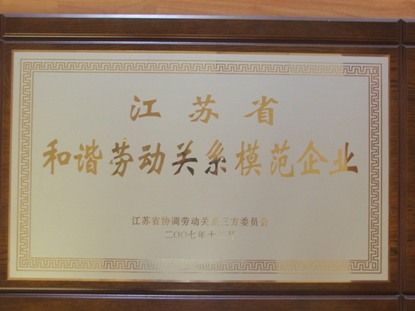 江苏省
和谐劳动关系模范企业
江苏省协调劳动关系三方委员会
二〇〇七年十